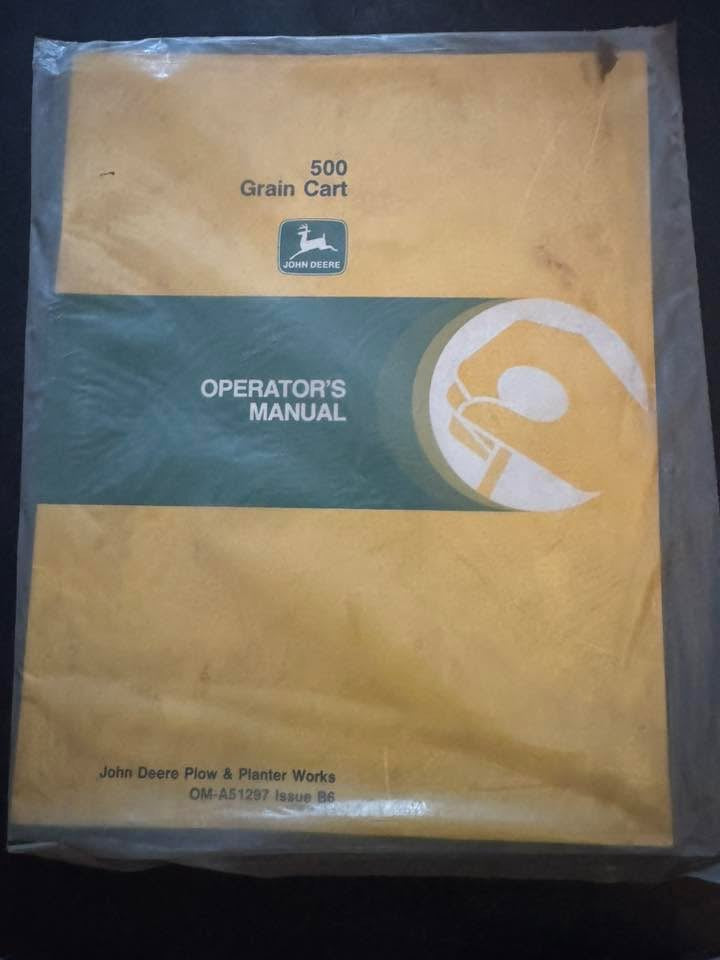 500
Grain Cart
JOHN DEERE
OPERATOR'S
MANUAL
John Deere Plow & Planter Works
OM-A51297 Issue B6